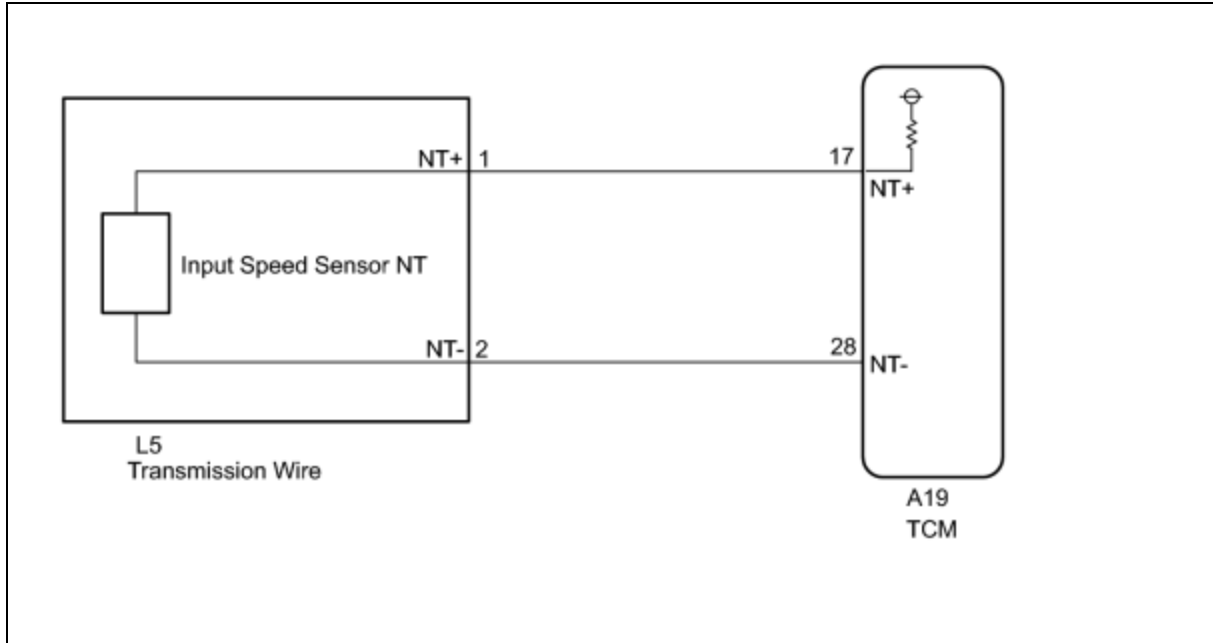 NT+ 1
17
NT+
Input Speed Sensor NT
NT- 2
28
NT-
L5
Transmission Wire
A19
TCM